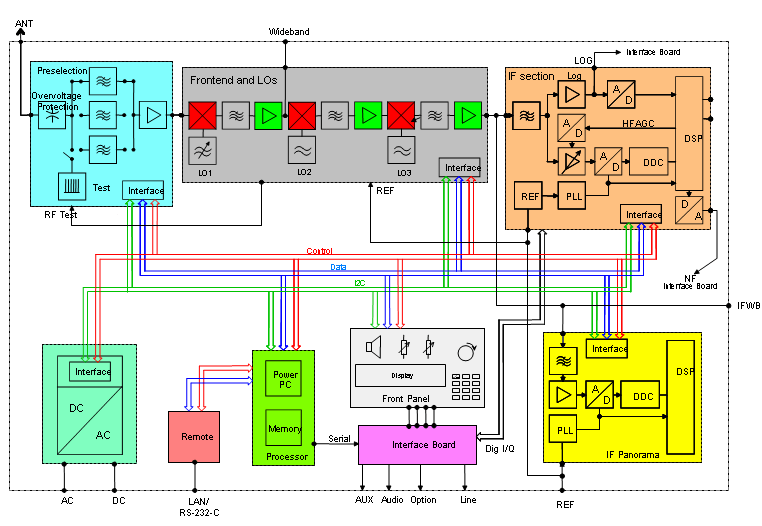 ANT
Wideband
Interface Board
LOG
Preselection
Overvoltage
Protection
Frontend and LOs
IF section
Log
A
D
A
D
HFAGC
DSP
A
D
DDC
LO1
LO2
LO3
Interface
Test
Interface
REF
REF
PLL
Interface
D
A
RF Test
Control
Data
I2C
NF
Interface Board
IFWB
Interface
DC
AC
Power
PC
Memory
Processor
Remote
Display
Front Panel
Serial
Interface Board
Dig I/Q
Interface
DSP
A
D
DDC
PLL
IF Panorama
AC
DC
LAN/
RS-232-C
AUX
Audio
Option
Line
REF